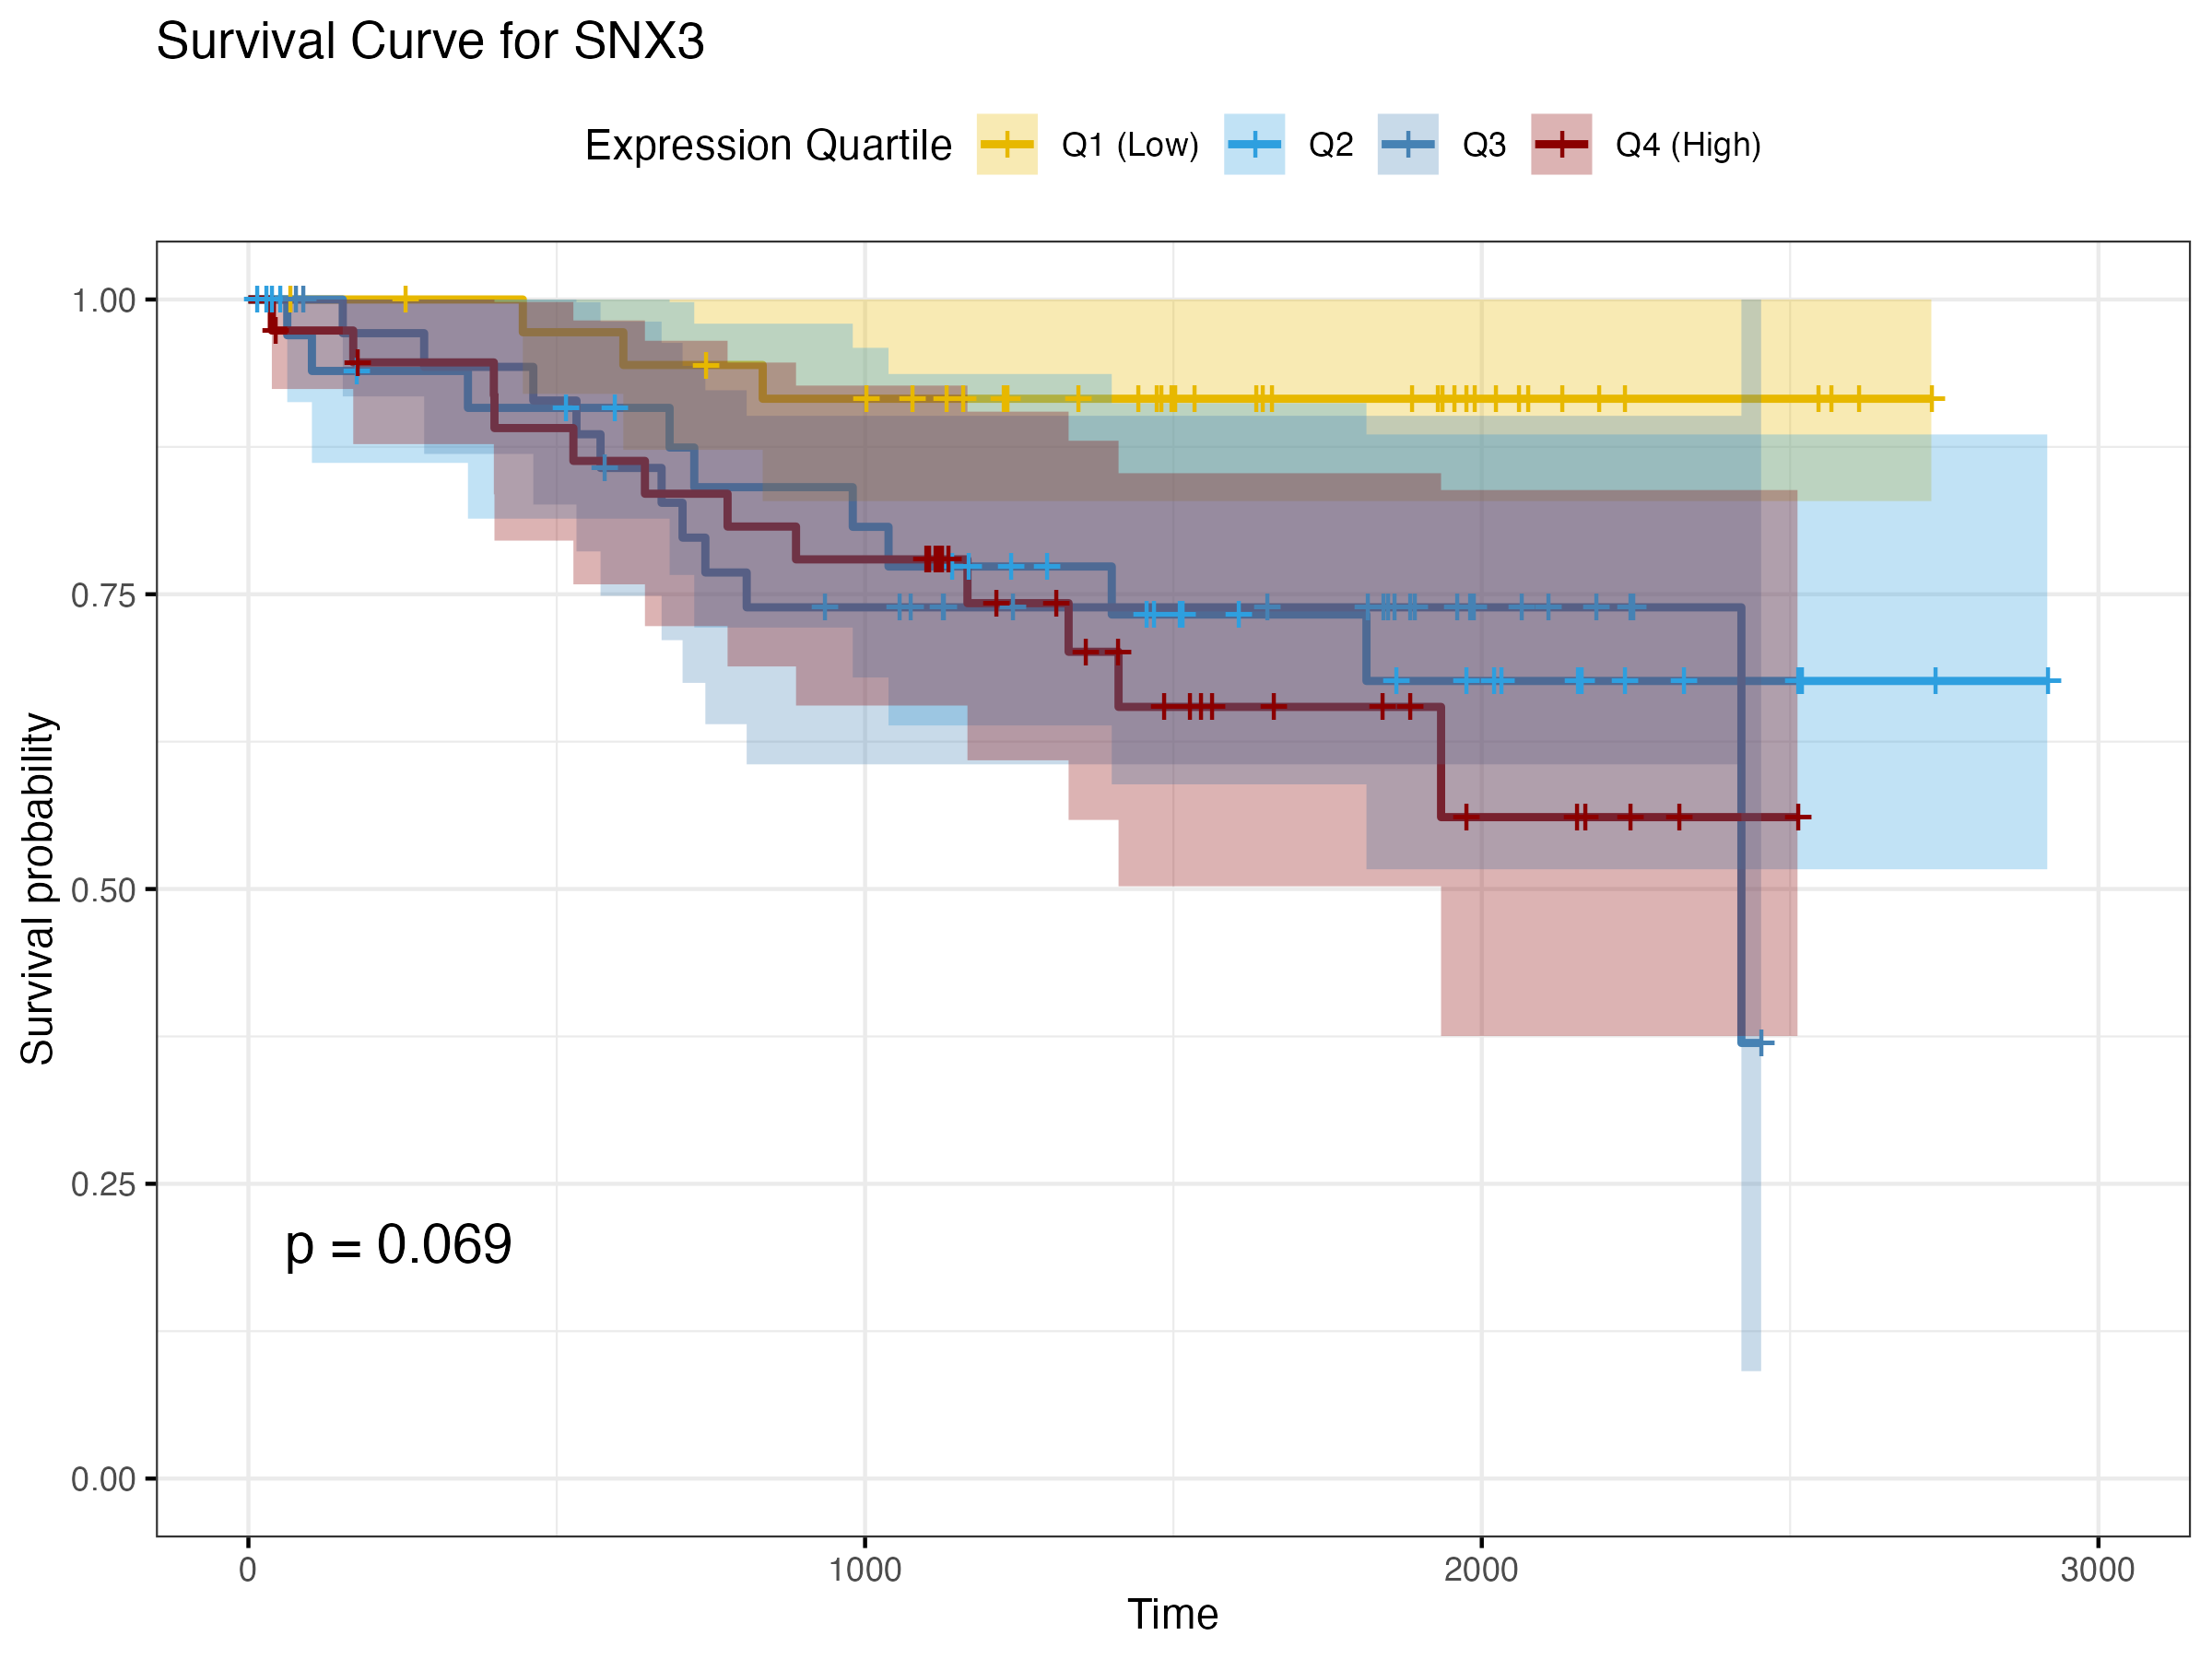 Survival Curve for SNX3
Expression Quartile Q1 (Low) Q2 Q3 Q4 (High)
1.00
0.75
0.50
0.25
0.00
Survival probability
p = 0.069
0 1000 2000 3000
Time